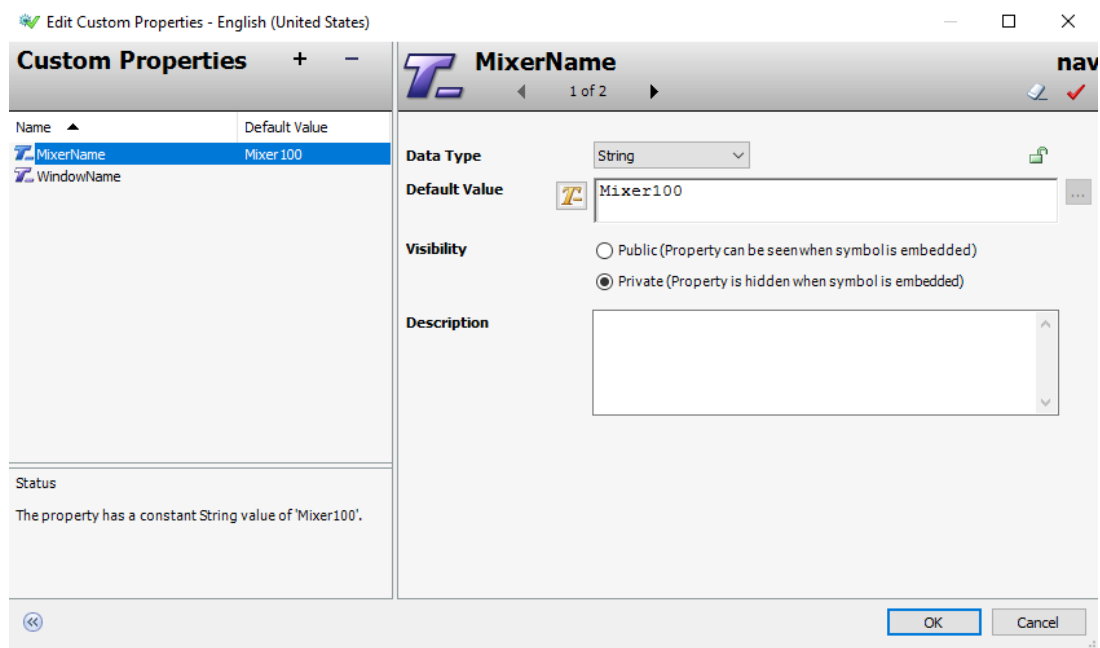 Edit Custom Properties - English (United States)
Custom Properties + −
MixerName
nav
1 of 2
Name Default Value
MixerName Mixer100
WindowName
Data Type String
Default Value Mixer100 ...
Visibility Public (Property can be seen when symbol is embedded)
Private (Property is hidden when symbol is embedded)
Description
Status
The property has a constant String value of 'Mixer100'.
OK Cancel